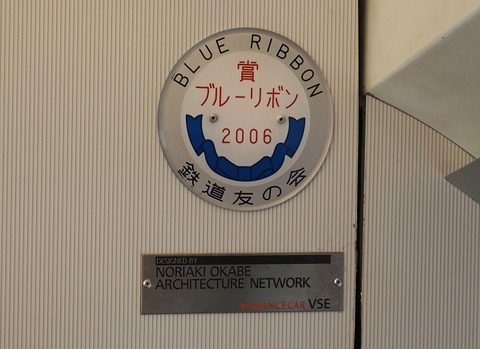 BLUE RIBBON
賞
ブルーリボン
2006
鉄道友の会
DESIGNED BY
NORIAKI OKABE
ARCHITECTURE NETWORK
ROMANCECAR VSE